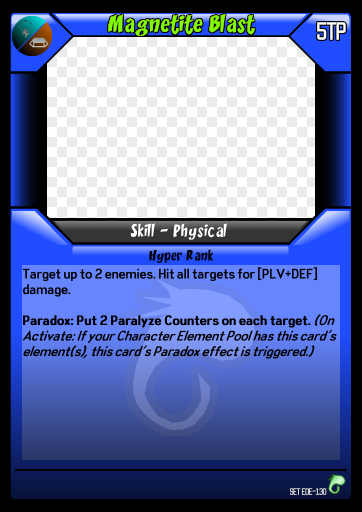 Magnetite Blast
5TP
Skill - Physical
Hyper Rank
Target up to 2 enemies. Hit all targets for [PLV+DEF]
damage.
Paradox: Put 2 Paralyze Counters on each target. (On
Activate: If your Character Element Pool has this card's
element(s), this card's Paradox effect is triggered.)
SET EDE-130